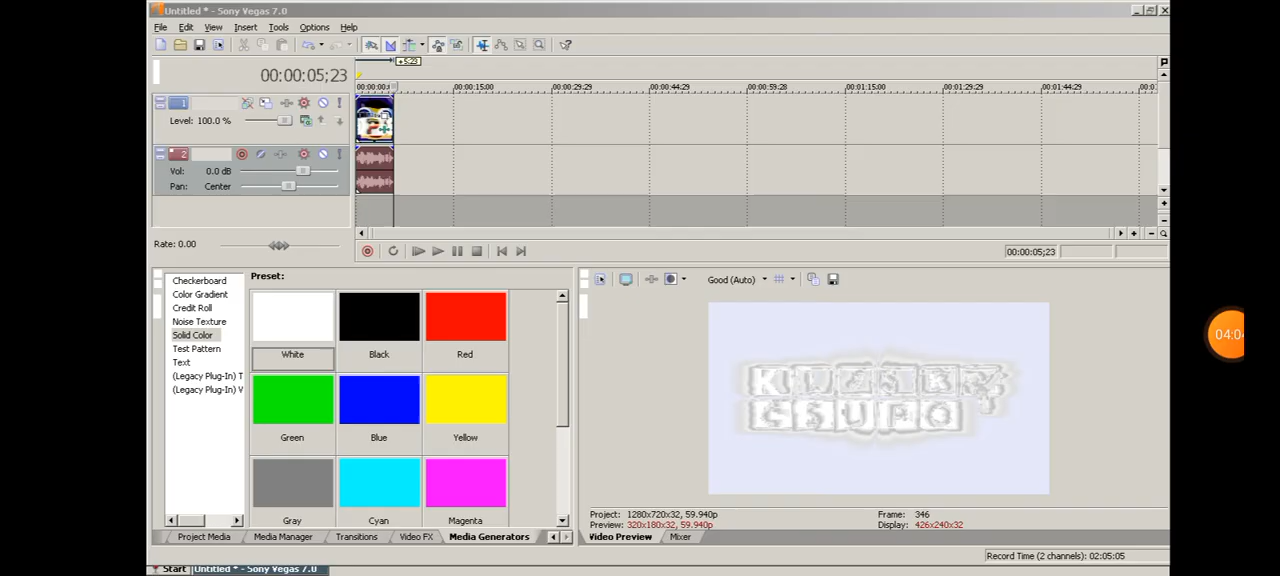 Untitled * - Sony Vegas 7.0
File Edit View Insert Tools Options Help
+5;23
00:00:05;23
00:00:15;00 00:00:29;29 00:00:44;29 00:00:59;28 00:01:15;00 00:01:29;29 00:01:44;29
1
Level: 100.0 %
2
Vol: 0.0 dB
Pan: Center
Rate: 0.00
00:00:05;23
Checkerboard
Color Gradient
Credit Roll
Noise Texture
Solid Color
Test Pattern
Text
(Legacy Plug-In) T
(Legacy Plug-In) V
Preset:
White Black Red
Green Blue Yellow
Gray Cyan Magenta
Good (Auto)
KLASKY
CSUPO
04:04
Project: 1280x720x32, 59.940p
Preview: 320x180x32, 59.940p
Frame: 346
Display: 426x240x32
Project Media Media Manager Transitions Video FX Media Generators
Video Preview Mixer
Record Time (2 channels): 02:05:05
Start Untitled * - Sony Vegas 7.0